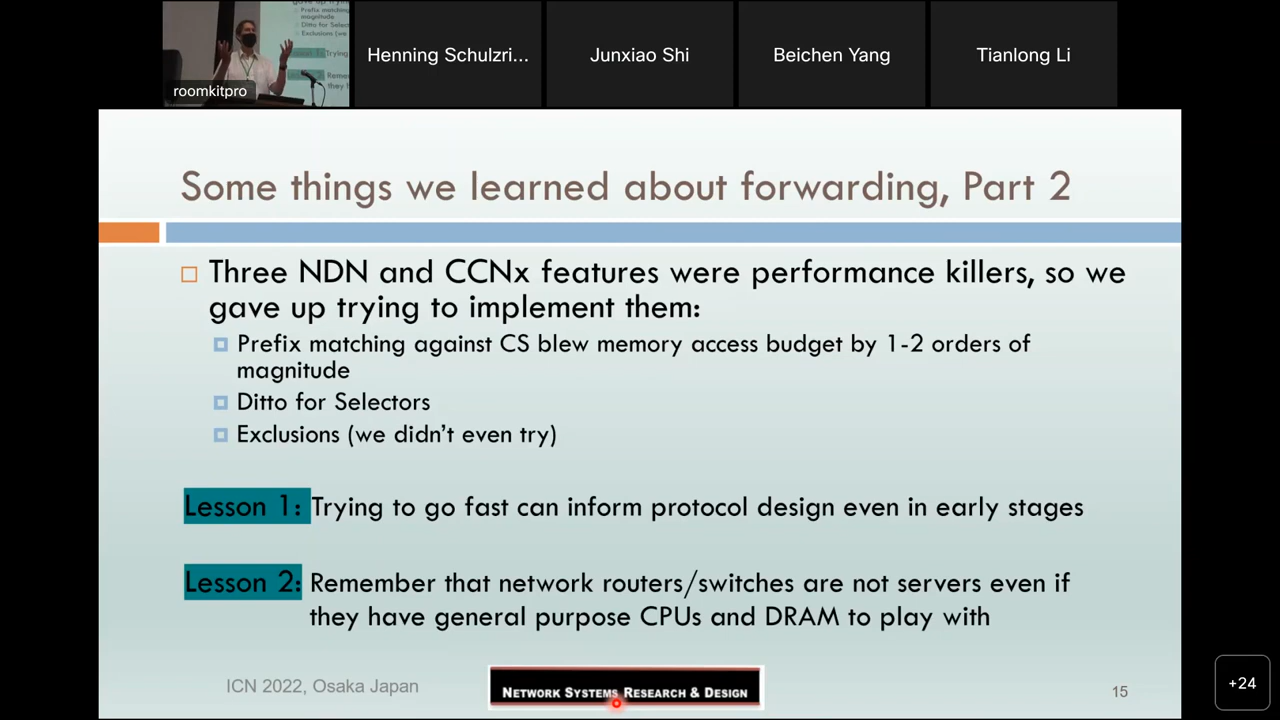 roomkitpro
Henning Schulzri...
Junxiao Shi
Beichen Yang
Tianlong Li
Some things we learned about forwarding, Part 2
Three NDN and CCNx features were performance killers, so we
gave up trying to implement them:
Prefix matching against CS blew memory access budget by 1-2 orders of
magnitude
Ditto for Selectors
Exclusions (we didn't even try)
Lesson 1: Trying to go fast can inform protocol design even in early stages
Lesson 2: Remember that network routers/switches are not servers even if
they have general purpose CPUs and DRAM to play with
ICN 2022, Osaka Japan
NETWORK SYSTEMS RESEARCH & DESIGN
15
+24